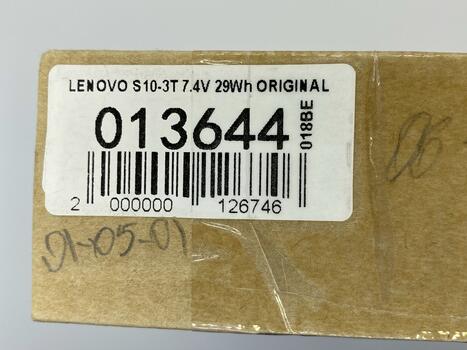 LENOVO S10-3T 7.4V 29Wh ORIGINAL
013644
018BE
2 000000 126746
01-05-01